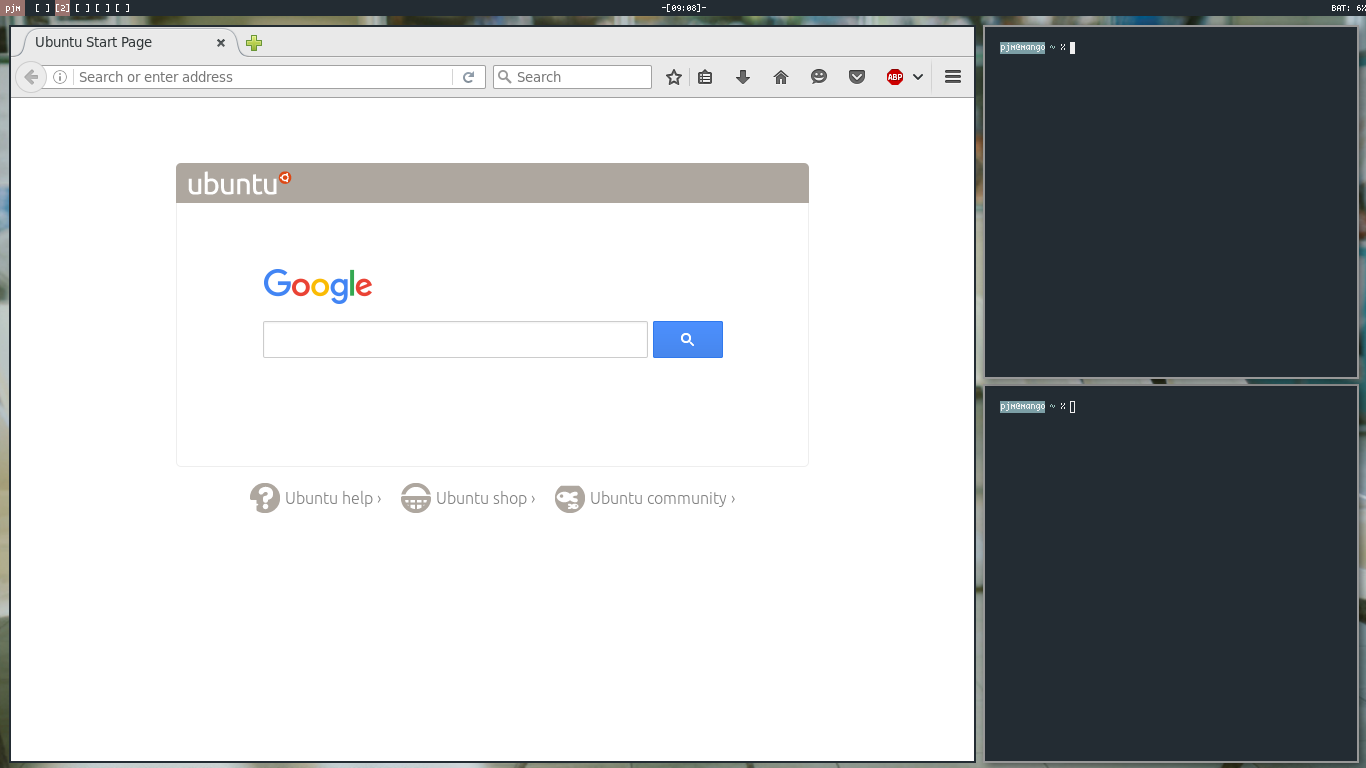 pjm [ ] [2] [ ] [ ] [ ] -[09:08]- BAT: 6%
Ubuntu Start Page
Search or enter address
Search
ABP
ubuntu
Google
Ubuntu help ›
Ubuntu shop ›
Ubuntu community ›
pjm@mango ~ %
pjm@mango ~ %